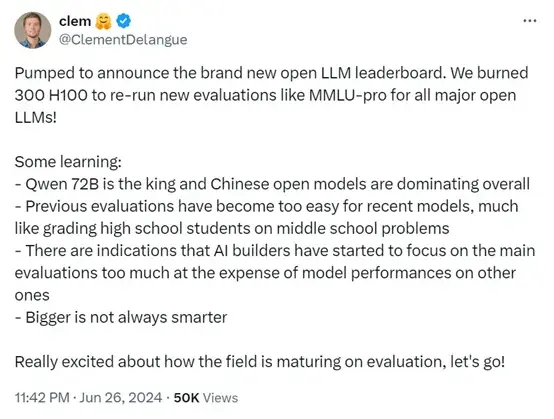 clem 🤗
@ClementDelangue
Pumped to announce the brand new open LLM leaderboard. We burned
300 H100 to re-run new evaluations like MMLU-pro for all major open
LLMs!
Some learning:
- Qwen 72B is the king and Chinese open models are dominating overall
- Previous evaluations have become too easy for recent models, much
like grading high school students on middle school problems
- There are indications that AI builders have started to focus on the main
evaluations too much at the expense of model performances on other
ones
- Bigger is not always smarter
Really excited about how the field is maturing on evaluation, let's go!
11:42 PM · Jun 26, 2024 · 50K Views